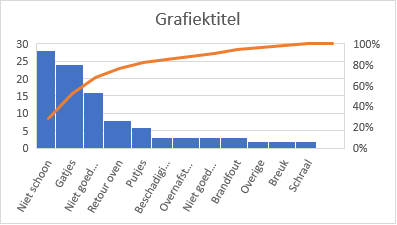 Grafiektitel
30
25
20
15
10
5
0
100%
80%
60%
40%
20%
0%
Niet schoon
Gatjes
Niet goed...
Retour oven
Putjes
Beschadigi...
Overnafst...
Niet goed...
Brandfout
Overige
Breuk
Schraal